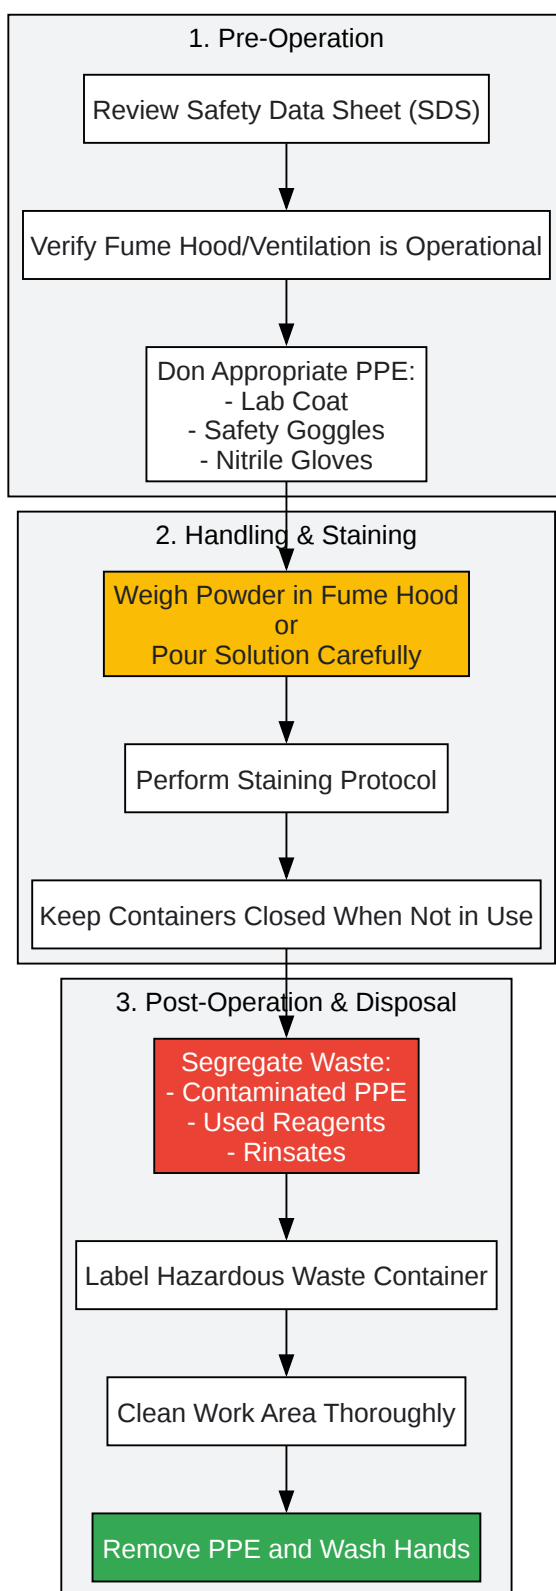 1. Pre-Operation
Review Safety Data Sheet (SDS)
Verify Fume Hood/Ventilation is Operational
Don Appropriate PPE:
- Lab Coat
- Safety Goggles
- Nitrile Gloves
2. Handling & Staining
Weigh Powder in Fume Hood
or
Pour Solution Carefully
Perform Staining Protocol
Keep Containers Closed When Not in Use
3. Post-Operation & Disposal
Segregate Waste:
- Contaminated PPE
- Used Reagents
- Rinsates
Label Hazardous Waste Container
Clean Work Area Thoroughly
Remove PPE and Wash Hands